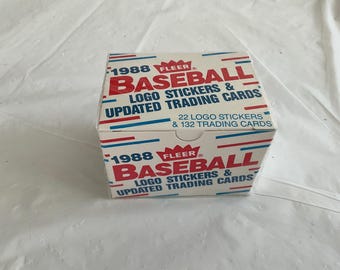 1988 FLEER
BASEBALL
LOGO STICKERS &
UPDATED TRADING CARDS
22 LOGO STICKERS
& 132 TRADING CARDS
1988 FLEER
BASEBALL
LOGO STICKERS &
UPDATED TRADING CARDS